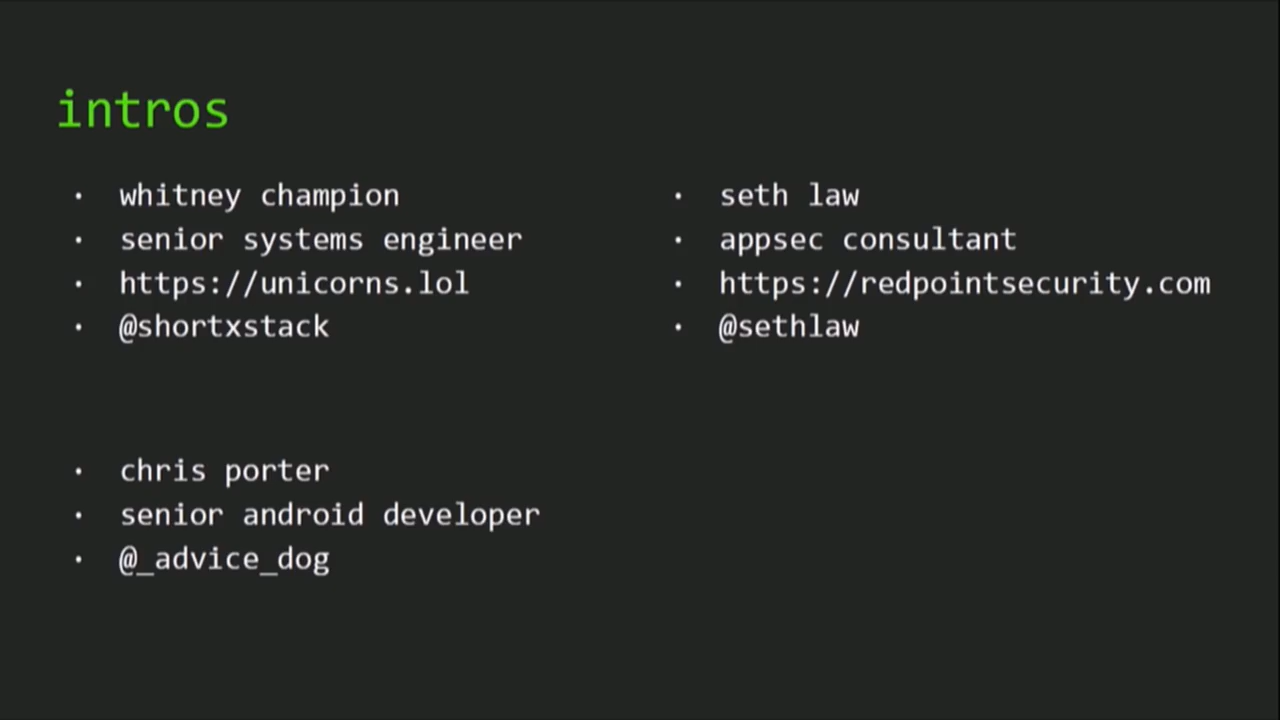 intros
· whitney champion
· senior systems engineer
· https://unicorns.lol
· @shortxstack
· seth law
· appsec consultant
· https://redpointsecurity.com
· @sethlaw
· chris porter
· senior android developer
· @_advice_dog